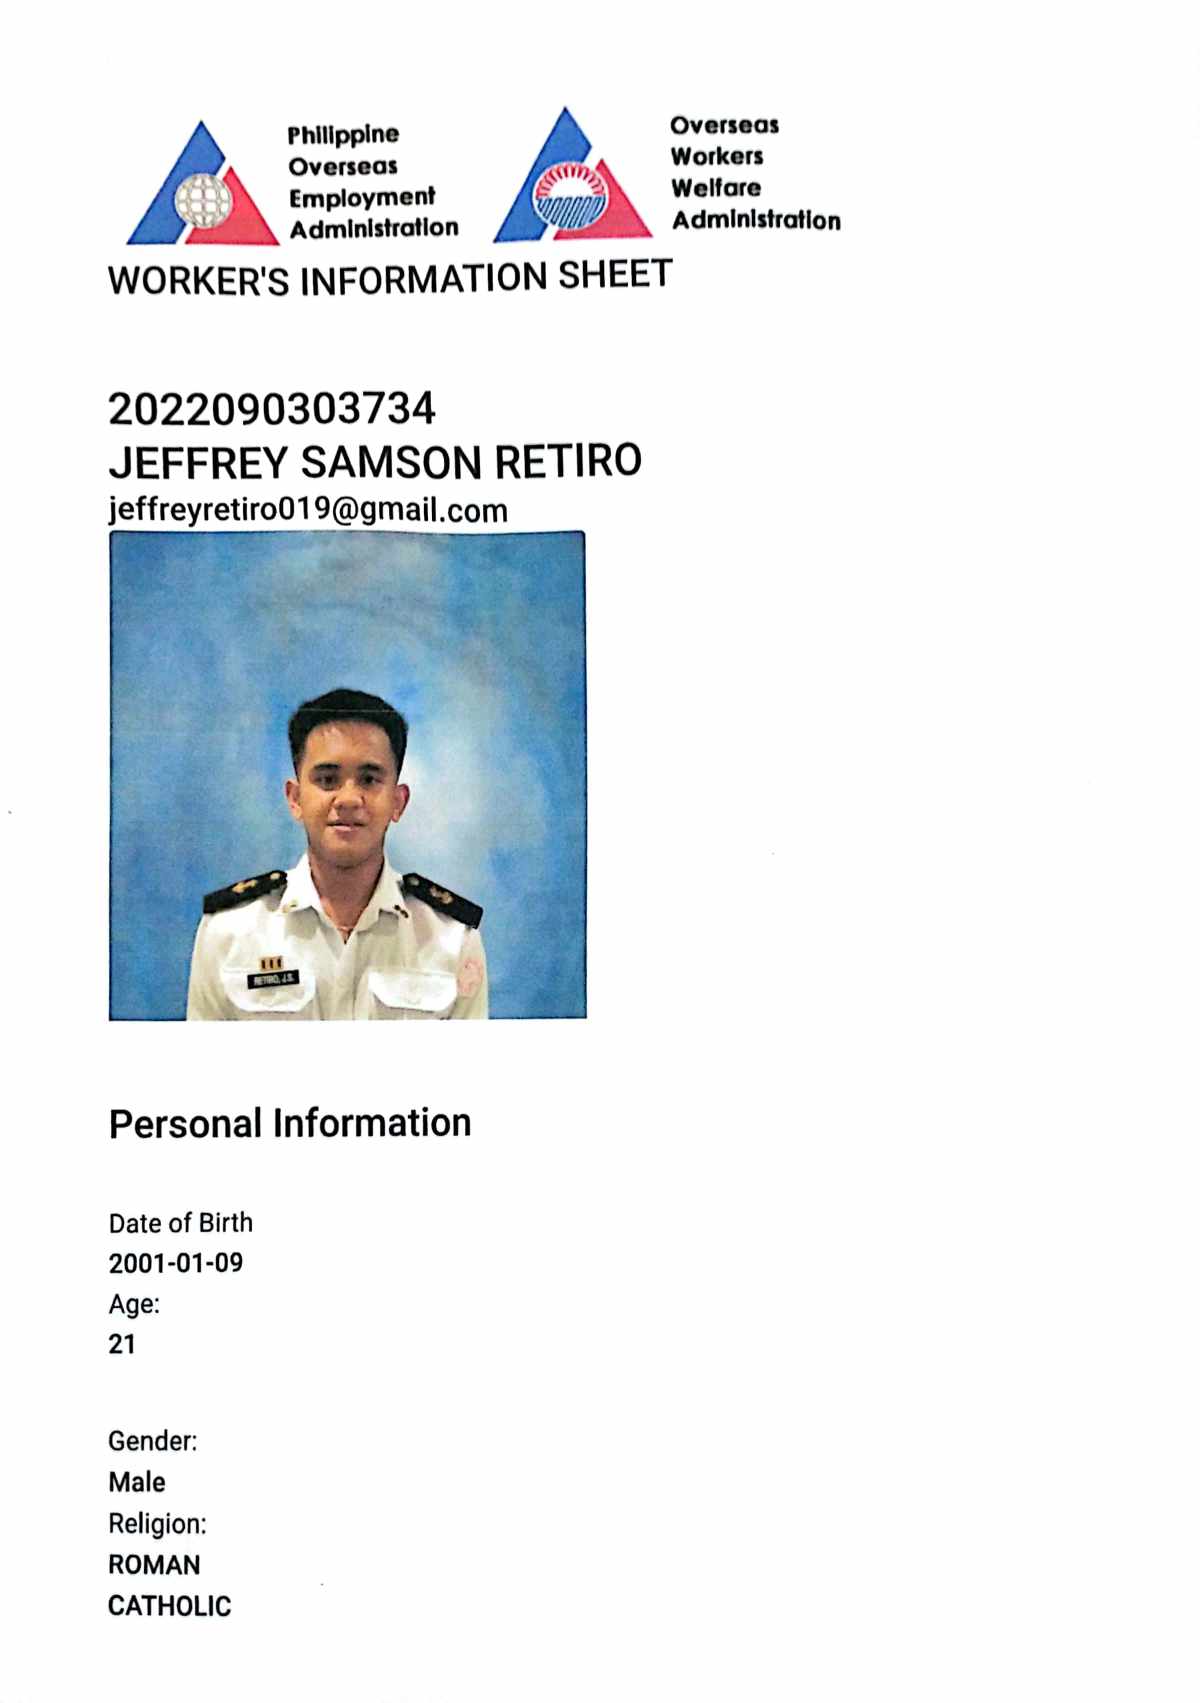 Philippine
Overseas
Employment
Administration
Overseas
Workers
Welfare
Administration
WORKER'S INFORMATION SHEET
2022090303734
JEFFREY SAMSON RETIRO
jeffreyretiro019@gmail.com
RETIRO, J.S.
Personal Information
Date of Birth
2001-01-09
Age:
21
Gender:
Male
Religion:
ROMAN
CATHOLIC